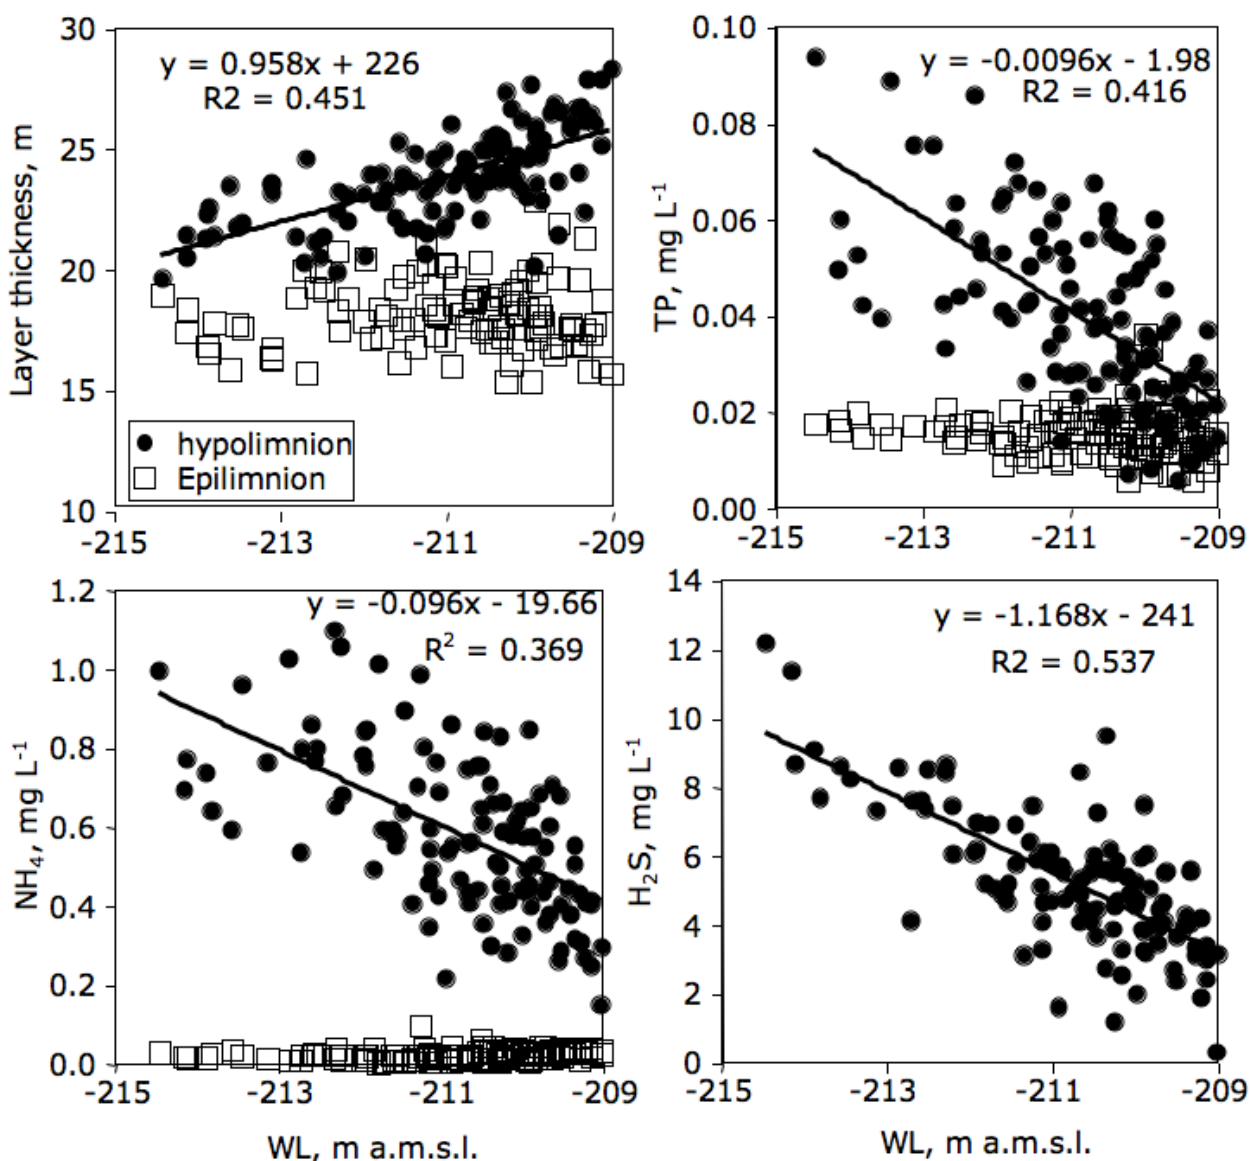 30
25
20
15
10
Layer thickness, m
y = 0.958x + 226
R2 = 0.451
hypolimnion
Epilimnion
-215
-213
-211
-209
0.10
0.08
0.06
0.04
0.02
0.00
TP, mg L⁻¹
y = -0.0096x - 1.98
R2 = 0.416
-215
-213
-211
-209
1.2
1.0
0.8
0.6
0.4
0.2
0.0
NH₄, mg L⁻¹
y = -0.096x - 19.66
R² = 0.369
-215
-213
-211
-209
WL, m a.m.s.l.
14
12
10
8
6
4
2
0
H₂S, mg L⁻¹
y = -1.168x - 241
R2 = 0.537
-215
-213
-211
-209
WL, m a.m.s.l.